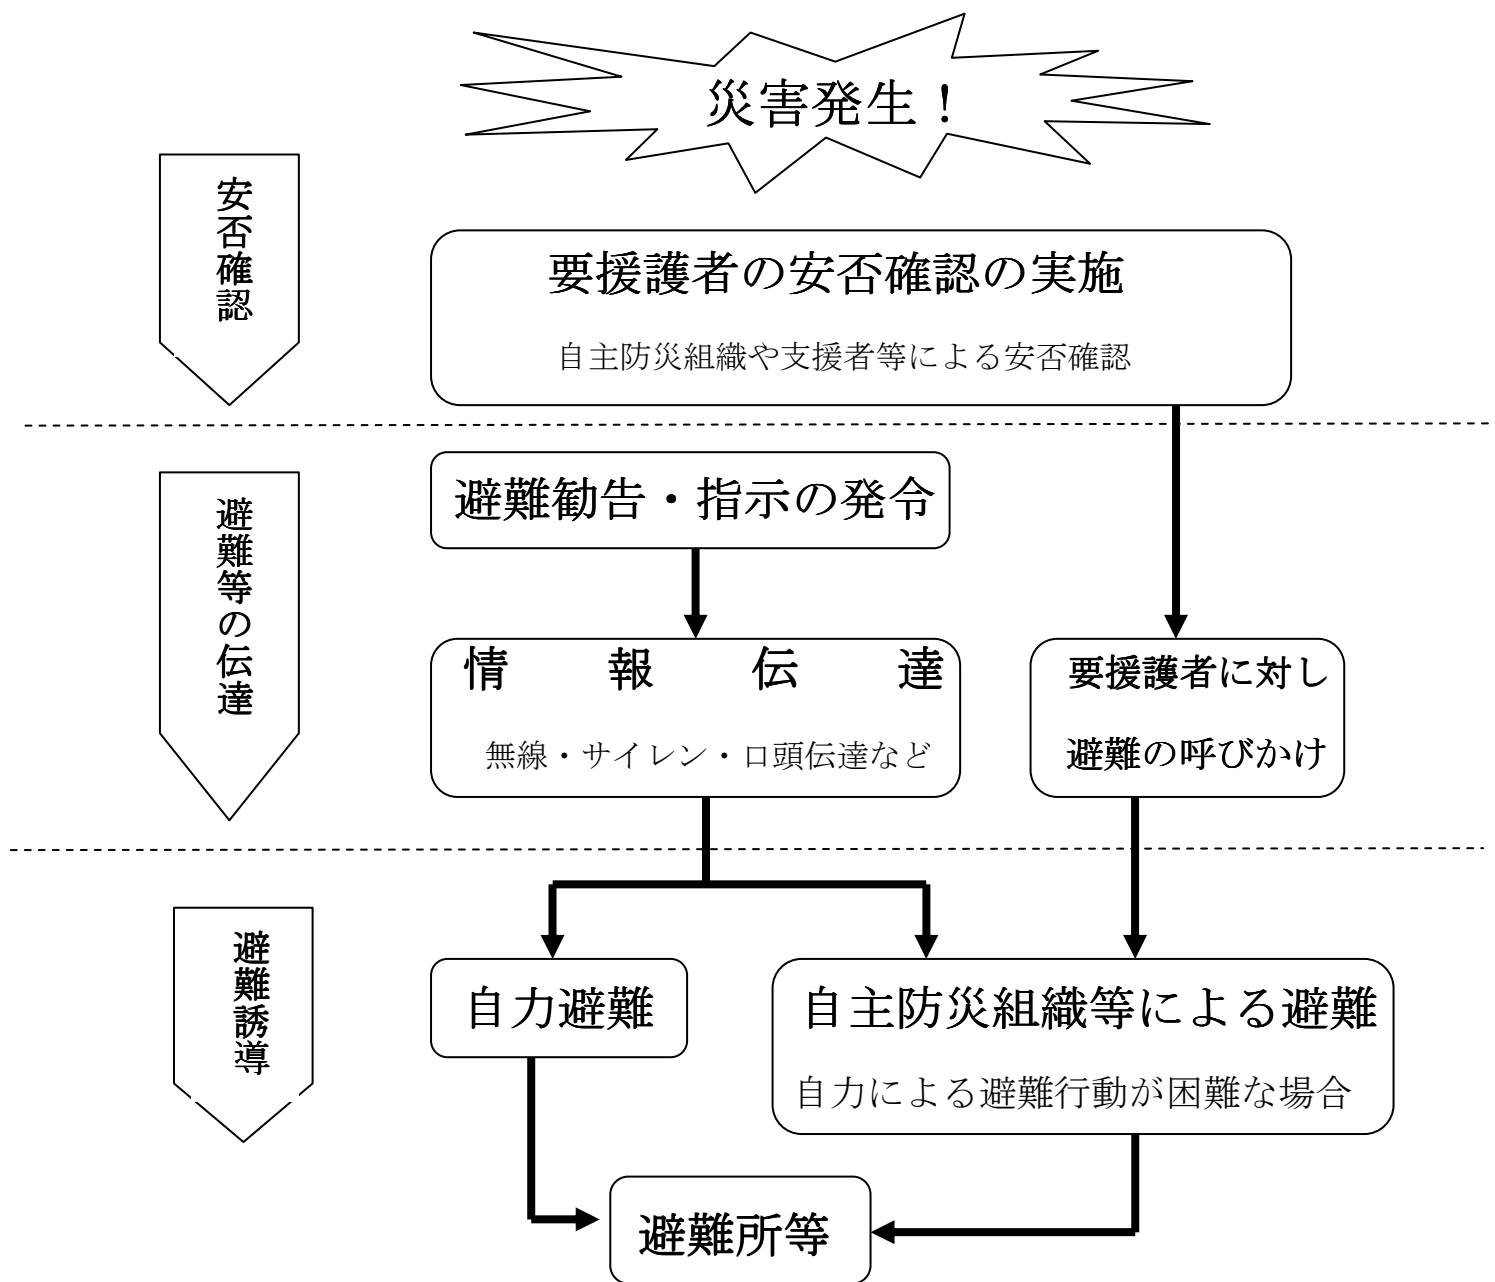 災害発生！
安否確認
要援護者の安否確認の実施
自主防災組織や支援者等による安否確認
避難等の伝達
避難勧告・指示の発令
情報伝達
無線・サイレン・口頭伝達など
要援護者に対し
避難の呼びかけ
避難誘導
自力避難
自主防災組織等による避難
自力による避難行動が困難な場合
避難所等